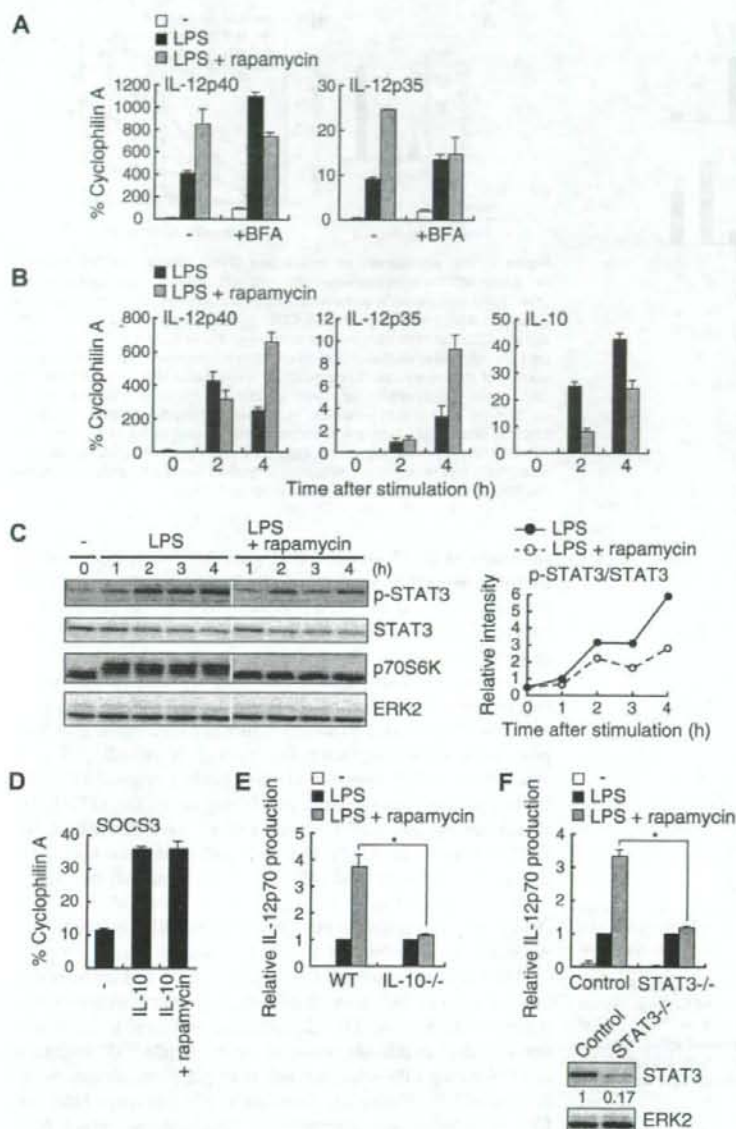 A
-
LPS
LPS + rapamycin
IL-12p40
IL-12p35
% Cyclophilin A
1200
1000
800
600
400
200
0
30
20
10
0
- +BFA
- +BFA
B
LPS
LPS + rapamycin
IL-12p40
IL-12p35
IL-10
% Cyclophilin A
800
600
400
200
0
12
10
8
6
4
2
0
50
40
30
20
10
0
0 2 4
0 2 4
0 2 4
Time after stimulation (h)
C
- LPS LPS + rapamycin
0 1 2 3 4 1 2 3 4 (h)
p-STAT3
STAT3
p70S6K
ERK2
LPS
LPS + rapamycin
p-STAT3/STAT3
Relative intensity
6
5
4
3
2
1
0
0 1 2 3 4
Time after stimulation (h)
D
SOCS3
% Cyclophilin A
40
30
20
10
0
-
IL-10
IL-10 + rapamycin
E
-
LPS
LPS + rapamycin
Relative IL-12p70 production
5
4
3
2
1
0
*
WT IL-10-/-
F
-
LPS
LPS + rapamycin
Relative IL-12p70 production
4
3
2
1
0
*
Control STAT3-/-
Control
STAT3-/-
STAT3
1 0.17
ERK2